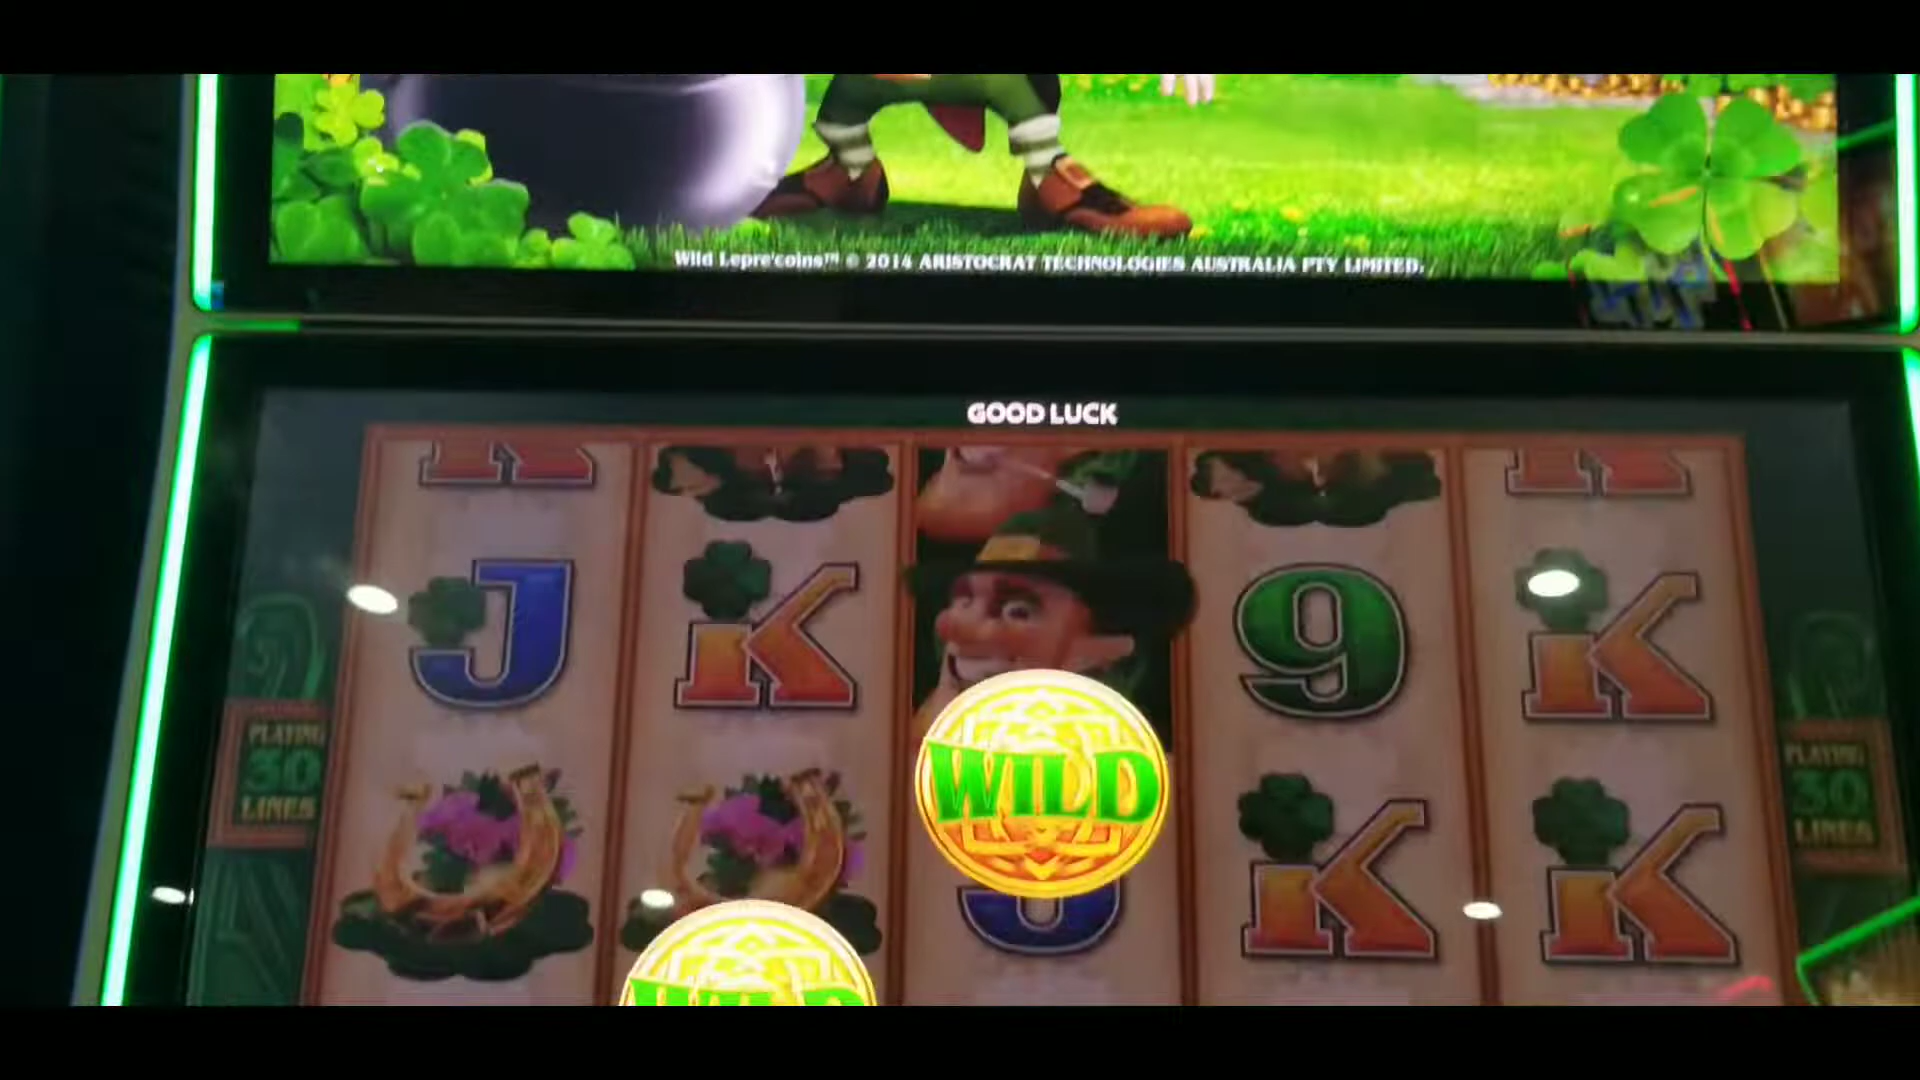 Wild Lepre'coins™ © 2014 ARISTOCRAT TECHNOLOGIES AUSTRALIA PTY LIMITED.
GOOD LUCK
K
K
J
K
9
K
PLAYING
30
LINES
WILD
J
K
K
PLAYING
30
LINES
WILD